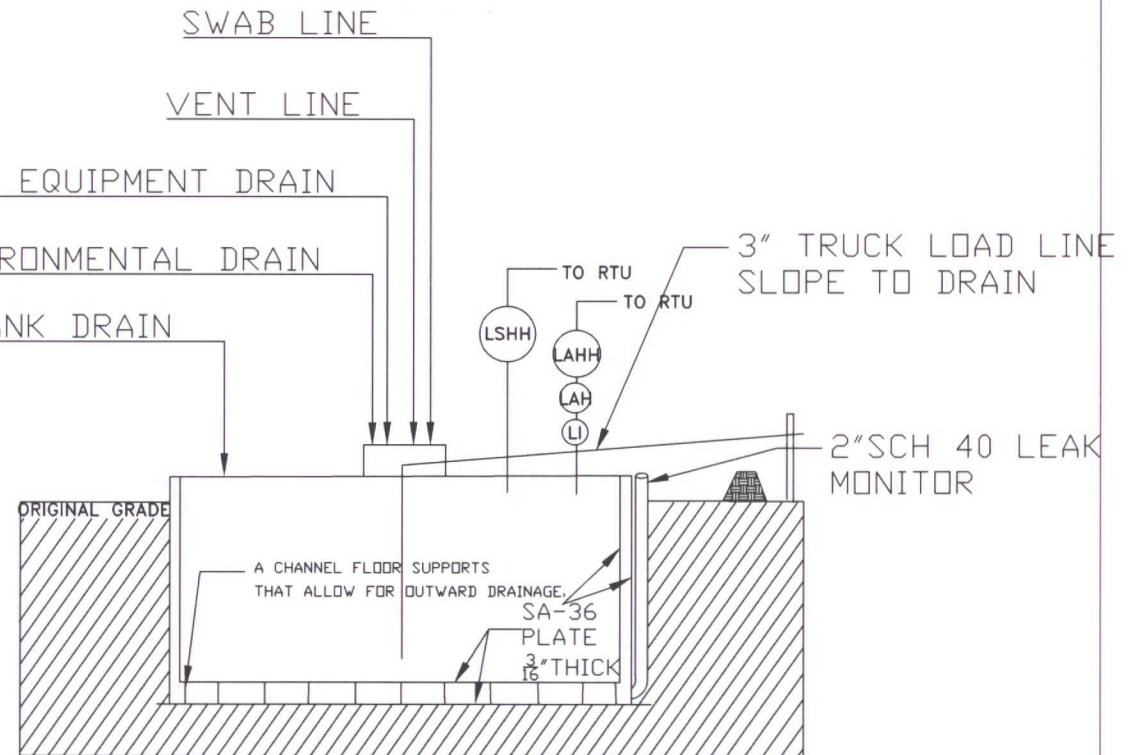 SWAB LINE
VENT LINE
EQUIPMENT DRAIN
RONMENTAL DRAIN
NK DRAIN
TO RTU
TO RTU
3" TRUCK LOAD LINE
SLOPE TO DRAIN
LSHH
LAHH
LAH
LI
2"SCH 40 LEAK
MONITOR
ORIGINAL GRADE
A CHANNEL FLOOR SUPPORTS
THAT ALLOW FOR OUTWARD DRAINAGE.
SA-36
PLATE
3/16"THICK